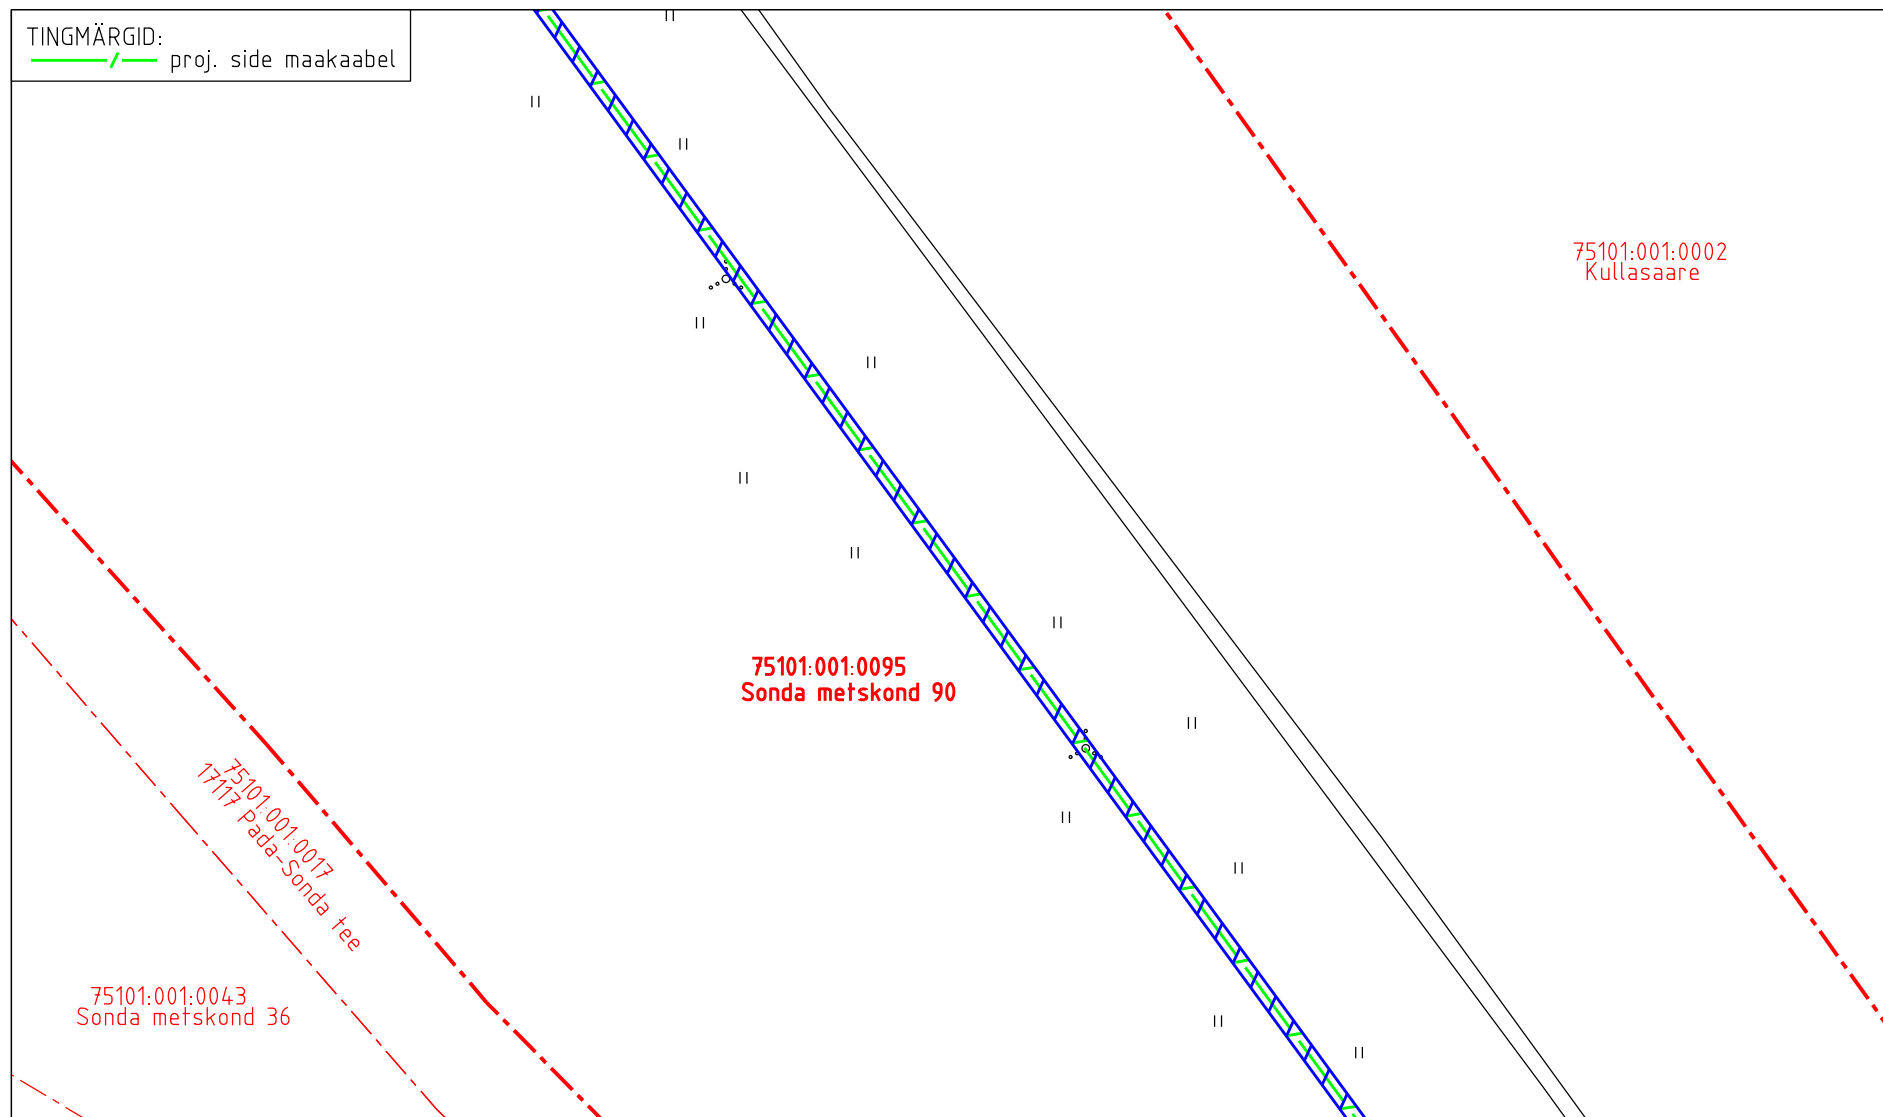 TINGMÄRGID:
proj. side maakaabel
75101:001:0002
Kullasaare
75101:001:0095
Sonda metskond 90
75101:001:0017
17117 Pada-Sonda tee
75101:001:0043
Sonda metskond 36